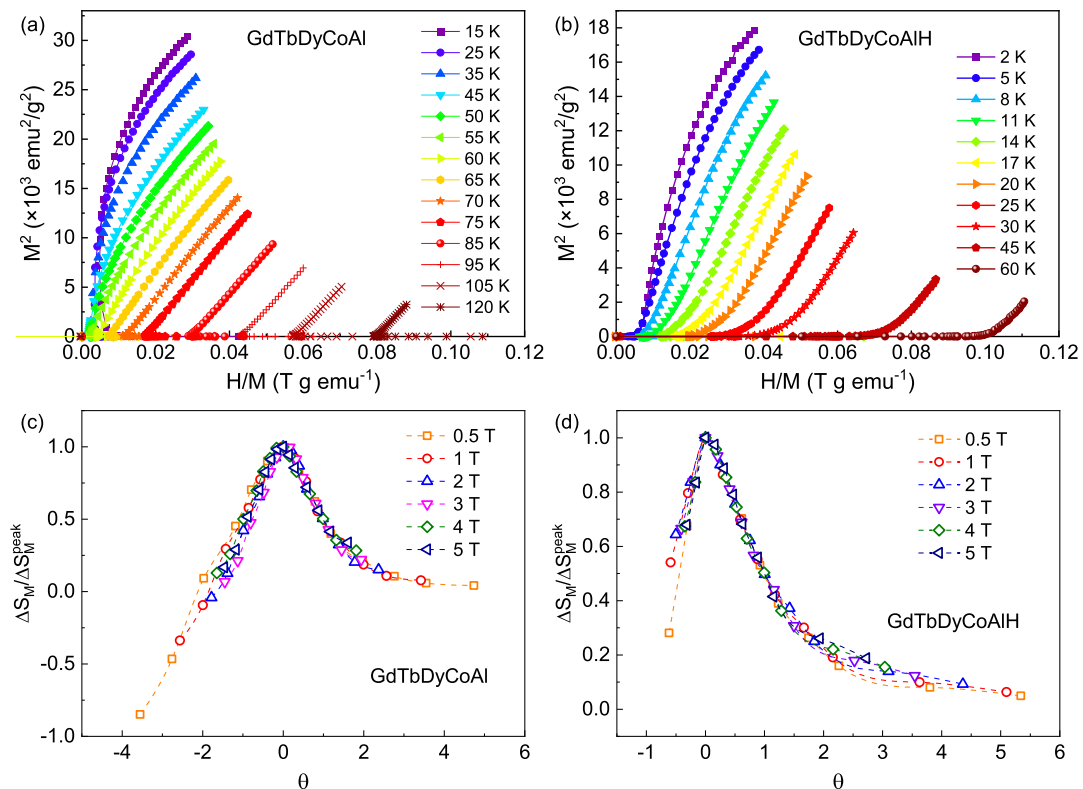 (a)
GdTbDyCoAl
15 K
25 K
35 K
45 K
50 K
55 K
60 K
65 K
70 K
75 K
85 K
95 K
105 K
120 K
30
25
20
15
10
5
0
M² (×10³ emu²/g²)
0.00 0.02 0.04 0.06 0.08 0.10 0.12
H/M (T g emu⁻¹)
(b)
GdTbDyCoAlH
2 K
5 K
8 K
11 K
14 K
17 K
20 K
25 K
30 K
45 K
60 K
18
16
14
12
10
8
6
4
2
0
M² (×10³ emu²/g²)
0.00 0.02 0.04 0.06 0.08 0.10 0.12
H/M (T g emu⁻¹)
(c)
0.5 T
1 T
2 T
3 T
4 T
5 T
1.0
0.5
0.0
-0.5
-1.0
ΔS_M/ΔS_M^peak
GdTbDyCoAl
-4 -2 0 2 4 6
θ
(d)
0.5 T
1 T
2 T
3 T
4 T
5 T
1.0
0.8
0.6
0.4
0.2
0.0
ΔS_M/ΔS_M^peak
GdTbDyCoAlH
-1 0 1 2 3 4 5 6
θ